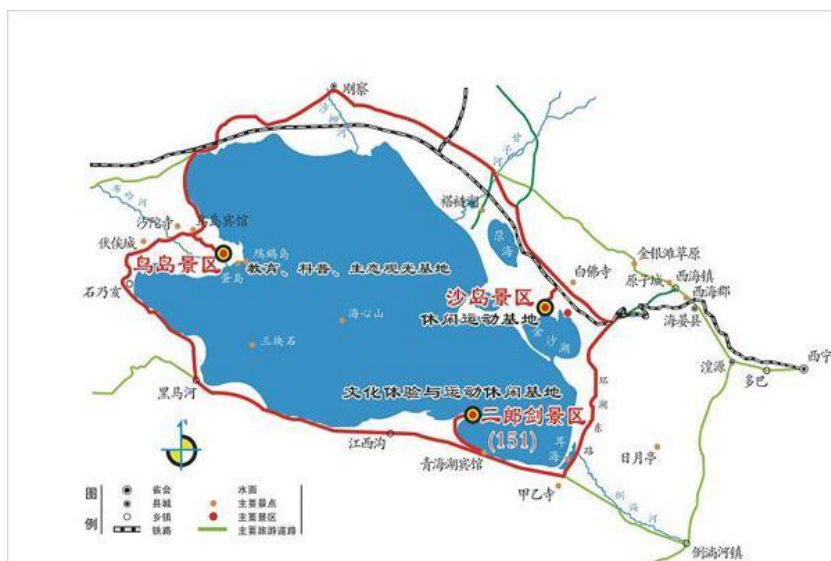 刚察
沙柳河
甘子河
布哈河
沙陀寺
鸟岛宾馆
伏俟城
鸟岛景区
蛋岛
鸬鹚岛
教育、科普、生态观光基地
石乃亥
尕海
金银滩草原
白佛寺
原子城
西海镇
西海郡
海晏县
沙岛景区
休闲运动基地
金沙湖
海心山
三块石
湟源
多巴
西宁
黑马河
文化体验与运动休闲基地
二郎剑景区
(151)
环湖东路
江西沟
青海湖宾馆
耳海
日月亭
甲乙寺
倒淌河
倒淌河镇
图例
省会
县城
乡镇
铁路
水面
主要景点
主要景区
主要旅游道路